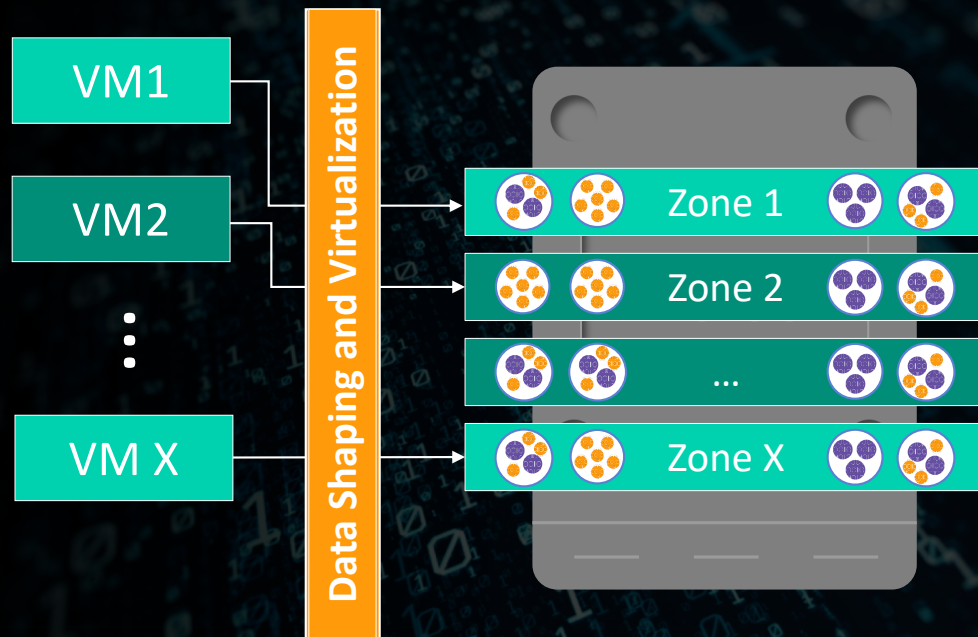 VM1
VM2
VM X
Data Shaping and Virtualization
Zone 1
Zone 2
...
Zone X